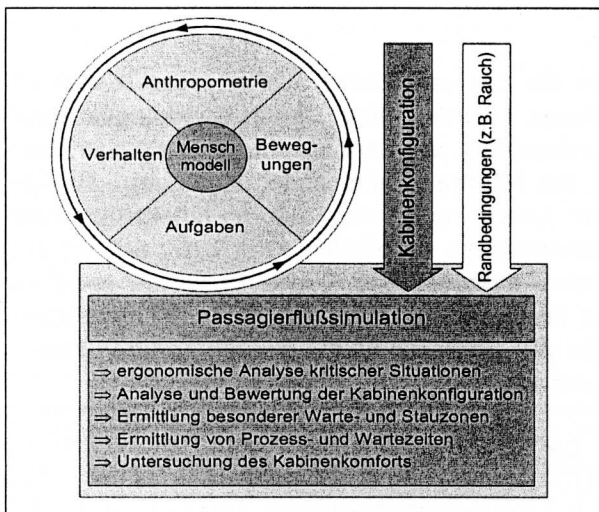 Anthropometrie
Verhalten
Mensch
modell
Beweg-
ungen
Aufgaben
Kabinenkonfiguration
Randbedingungen (z.B. Rauch)
Passagierflußsimulation
⇒ ergonomische Analyse kritischer Situationen
⇒ Analyse und Bewertung der Kabinenkonfiguration
⇒ Ermittlung besonderer Warte- und Stauzonen
⇒ Ermittlung von Prozess- und Wartezeiten
⇒ Untersuchung des Kabinenkomforts